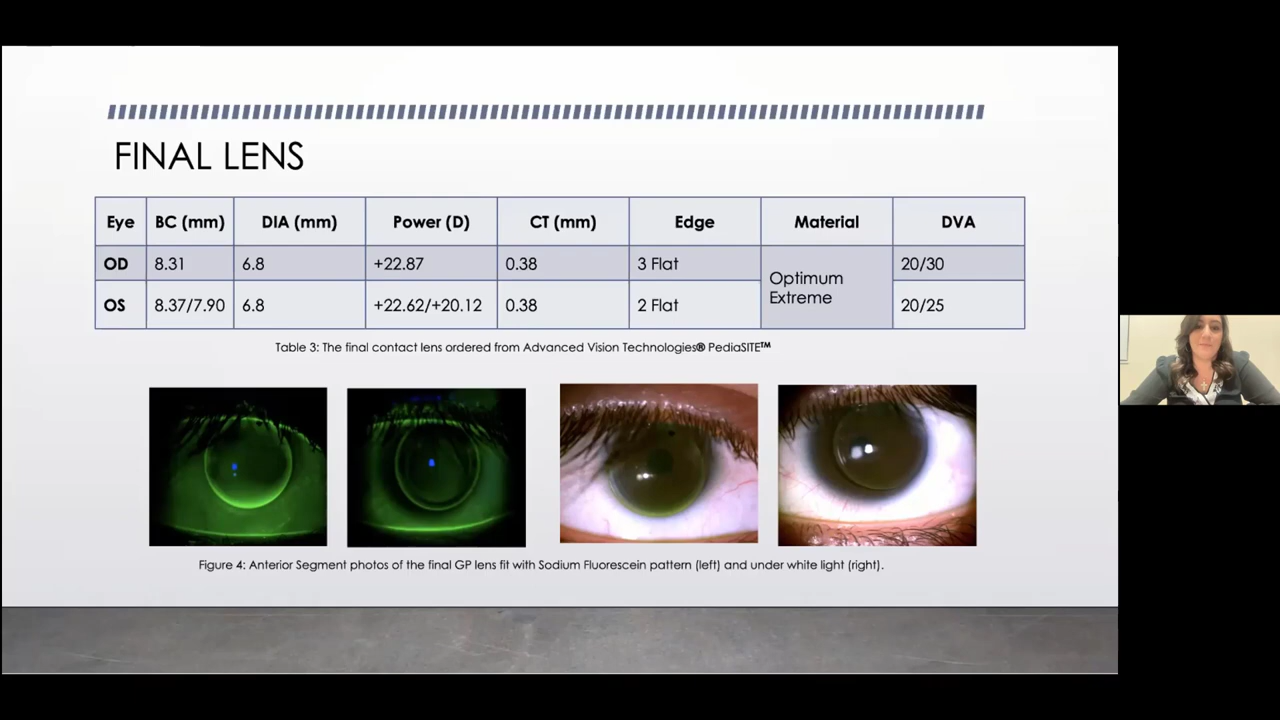 FINAL LENS
Eye BC (mm) DIA (mm) Power (D) CT (mm) Edge Material DVA
OD 8.31 6.8 +22.87 0.38 3 Flat Optimum Extreme 20/30
OS 8.37/7.90 6.8 +22.62/+20.12 0.38 2 Flat 20/25
Table 3: The final contact lens ordered from Advanced Vision Technologies® PediaSITE™
Figure 4: Anterior Segment photos of the final GP lens fit with Sodium Fluorescein pattern (left) and under white light (right).